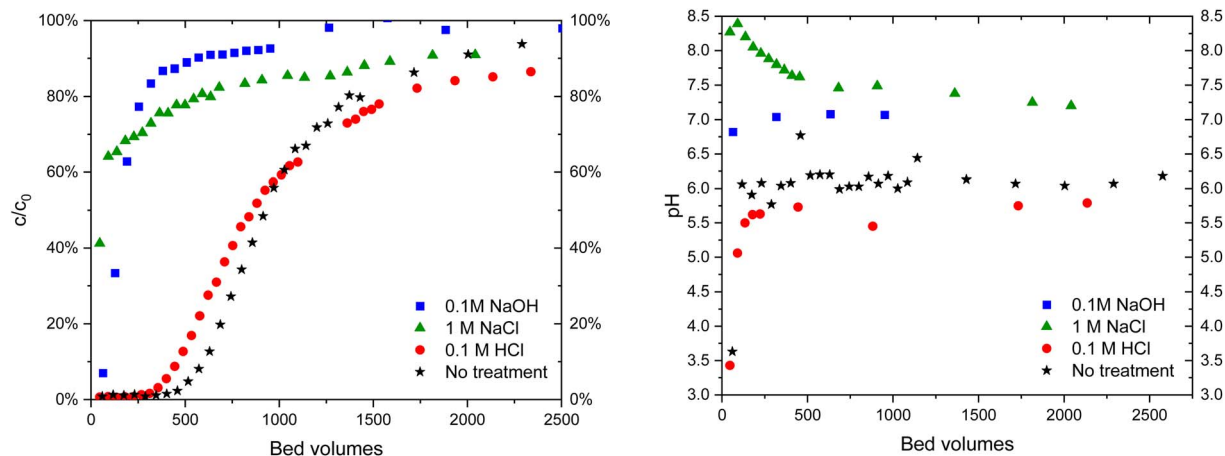 100%
80%
60%
40%
20%
0%
c/c0
100%
80%
60%
40%
20%
0%
0.1M NaOH
1 M NaCl
0.1 M HCl
No treatment
0 500 1000 1500 2000 2500
Bed volumes
8.5
8.0
7.5
7.0
6.5
6.0
5.5
5.0
4.5
4.0
3.5
3.0
pH
8.5
8.0
7.5
7.0
6.5
6.0
5.5
5.0
4.5
4.0
3.5
3.0
0.1M NaOH
1 M NaCl
0.1 M HCl
No treatment
0 500 1000 1500 2000 2500
Bed volumes